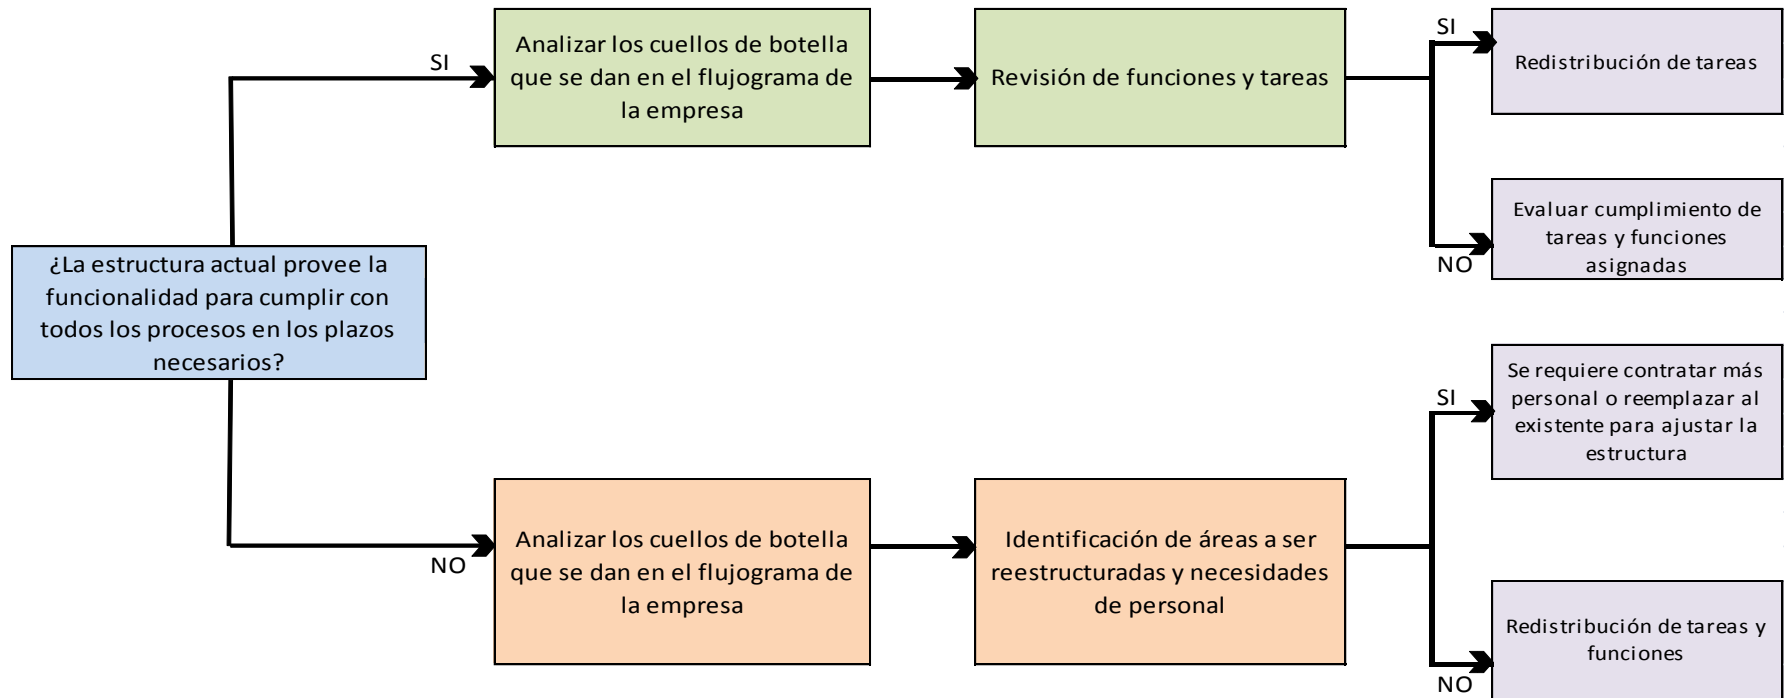 ¿La estructura actual provee la
funcionalidad para cumplir con
todos los procesos en los plazos
necesarios?
SI
Analizar los cuellos de botella
que se dan en el flujograma de
la empresa
Revisión de funciones y tareas
SI
Redistribución de tareas
NO
Evaluar cumplimiento de
tareas y funciones
asignadas
NO
Analizar los cuellos de botella
que se dan en el flujograma de
la empresa
Identificación de áreas a ser
reestructuradas y necesidades
de personal
SI
Se requiere contratar más
personal o reemplazar al
existente para ajustar la
estructura
NO
Redistribución de tareas y
funciones